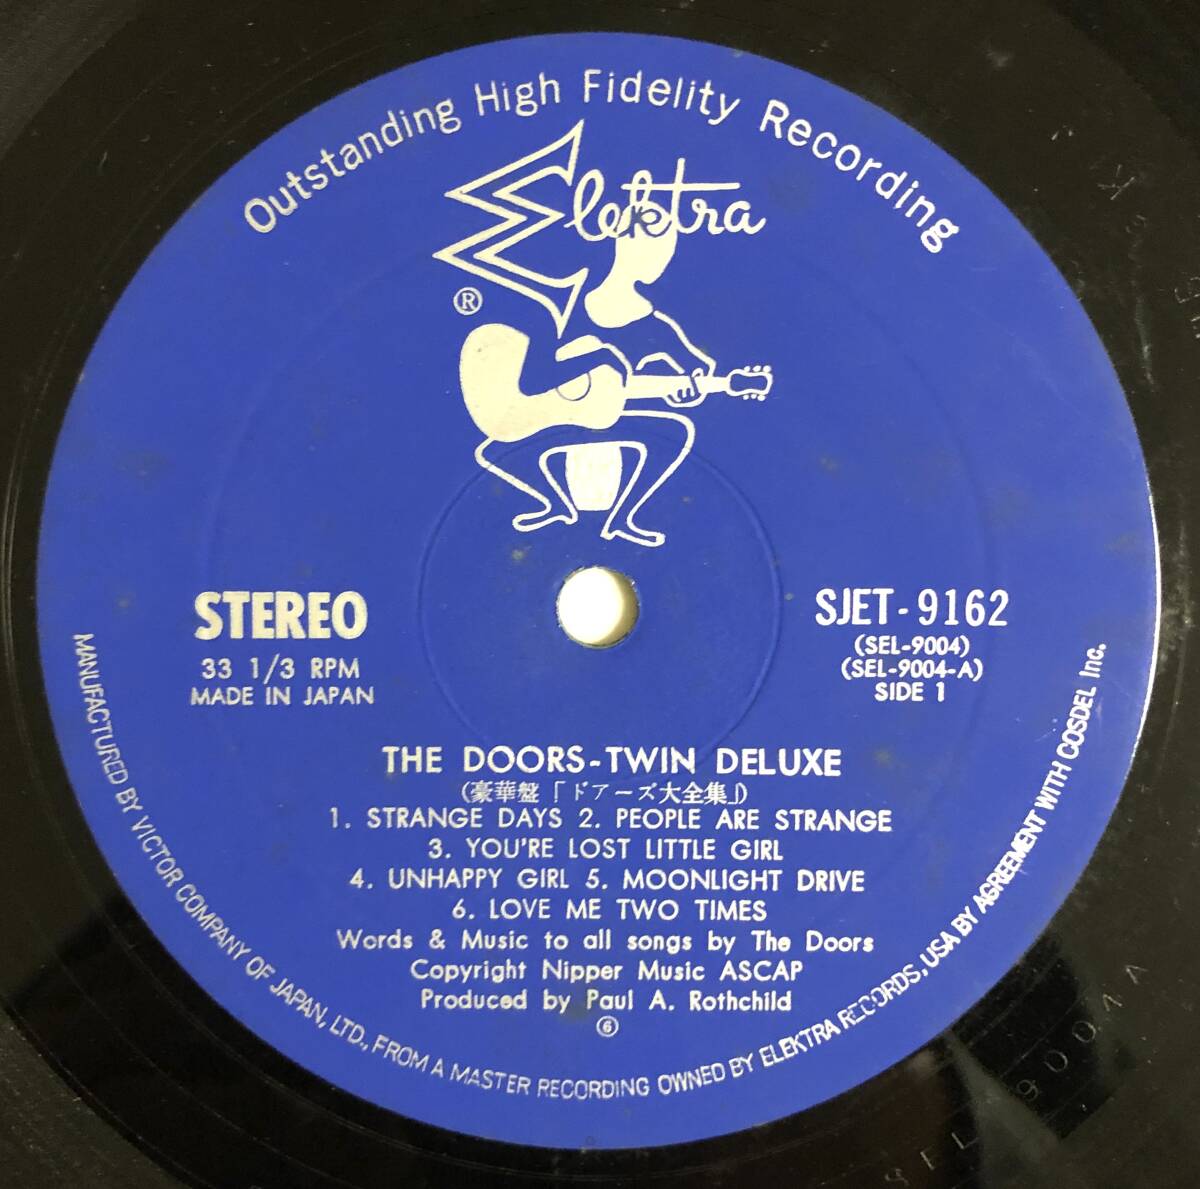 Outstanding High Fidelity Recording
Elektra
®
STEREO
33 1/3 RPM
MADE IN JAPAN
SJET-9162
(SEL-9004)
(SEL-9004-A)
SIDE 1
THE DOORS-TWIN DELUXE
(豪華盤「ドアーズ大全集」)
1. STRANGE DAYS 2. PEOPLE ARE STRANGE
3. YOU'RE LOST LITTLE GIRL
4. UNHAPPY GIRL 5. MOONLIGHT DRIVE
6. LOVE ME TWO TIMES
Words & Music to all songs by The Doors
Copyright Nipper Music ASCAP
Produced by Paul A. Rothchild
⑥
MANUFACTURED BY VICTOR COMPANY OF JAPAN, LTD., FROM A MASTER RECORDING OWNED BY ELEKTRA RECORDS, USA BY AGREEMENT WITH COSDEL Inc.